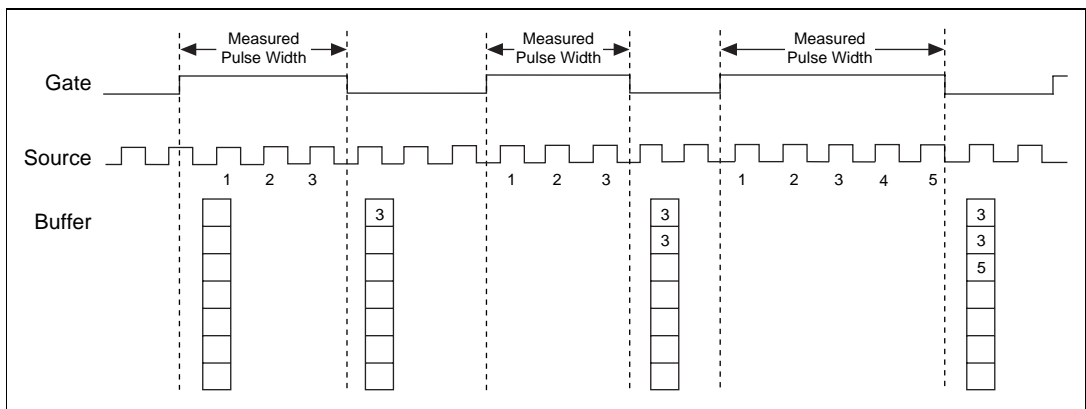 Measured
Pulse Width
Measured
Pulse Width
Measured
Pulse Width
Gate
Source
1 2 3 1 2 3 1 2 3 4 5
Buffer
3 3 3
3 3
5